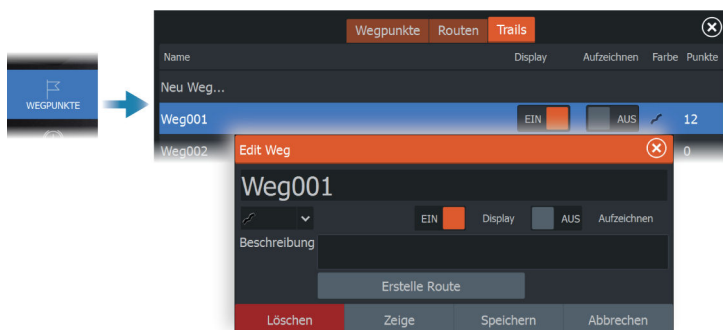 Wegpunkte Routen Trails
Name Display Aufzeichnen Farbe Punkte
Neu Weg...
WEGPUNKTE
Weg001 EIN AUS 12
Weg002 0
Edit Weg
Weg001
EIN Display AUS Aufzeichnen
Beschreibung
Erstelle Route
Löschen Zeige Speichern Abbrechen